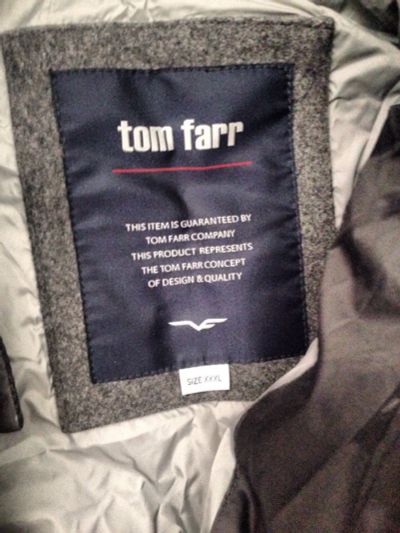 tom farr
THIS ITEM IS GUARANTEED BY
TOM FARR COMPANY
THIS PRODUCT REPRESENTS
THE TOM FARR CONCEPT
OF DESIGN & QUALITY
SIZE XXXL